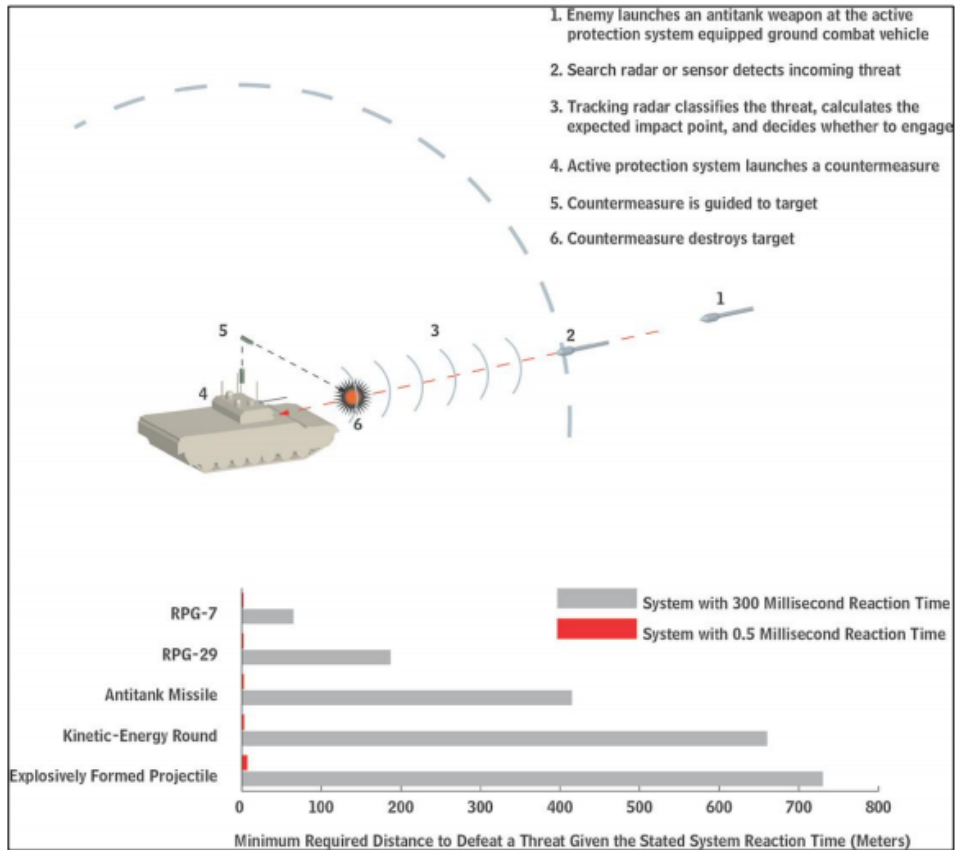 1. Enemy launches an antitank weapon at the active
protection system equipped ground combat vehicle
2. Search radar or sensor detects incoming threat
3. Tracking radar classifies the threat, calculates the
expected impact point, and decides whether to engage
4. Active protection system launches a countermeasure
5. Countermeasure is guided to target
6. Countermeasure destroys target
1
2
3
5
4
6
System with 300 Millisecond Reaction Time
System with 0.5 Millisecond Reaction Time
RPG-7
RPG-29
Antitank Missile
Kinetic-Energy Round
Explosively Formed Projectile
0 100 200 300 400 500 600 700 800
Minimum Required Distance to Defeat a Threat Given the Stated System Reaction Time (Meters)